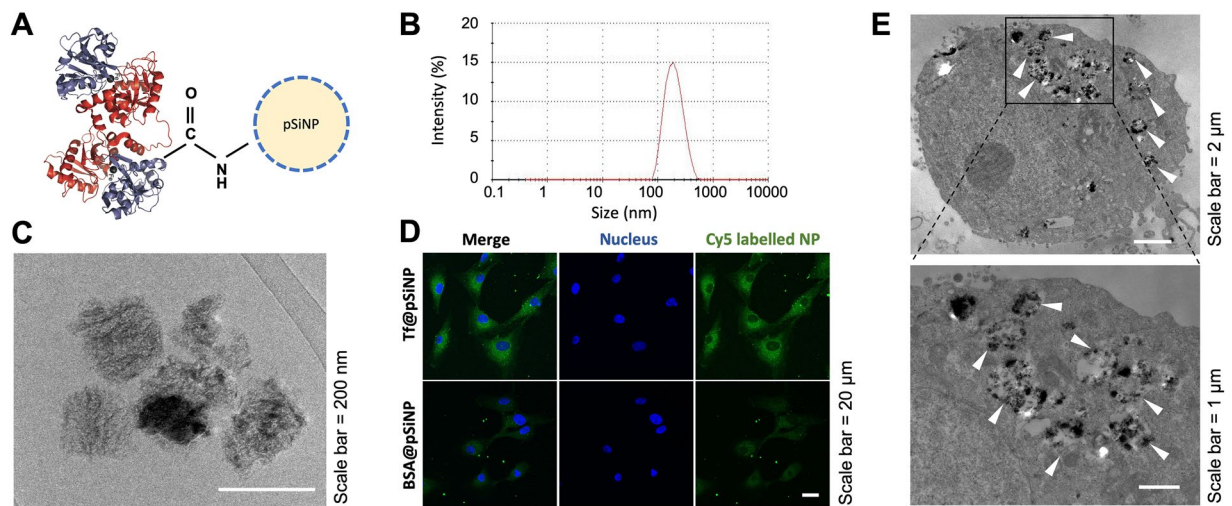 A
O
C
N
H
pSiNP
B
Intensity (%)
20
15
10
5
0
0.1
1
10
100
1000
10000
Size (nm)
C
Scale bar = 200 nm
D
Merge
Nucleus
Cy5 labelled NP
Tf@pSiNP
BSA@pSiNP
Scale bar = 20 μm
E
Scale bar = 2 μm
Scale bar = 1 μm